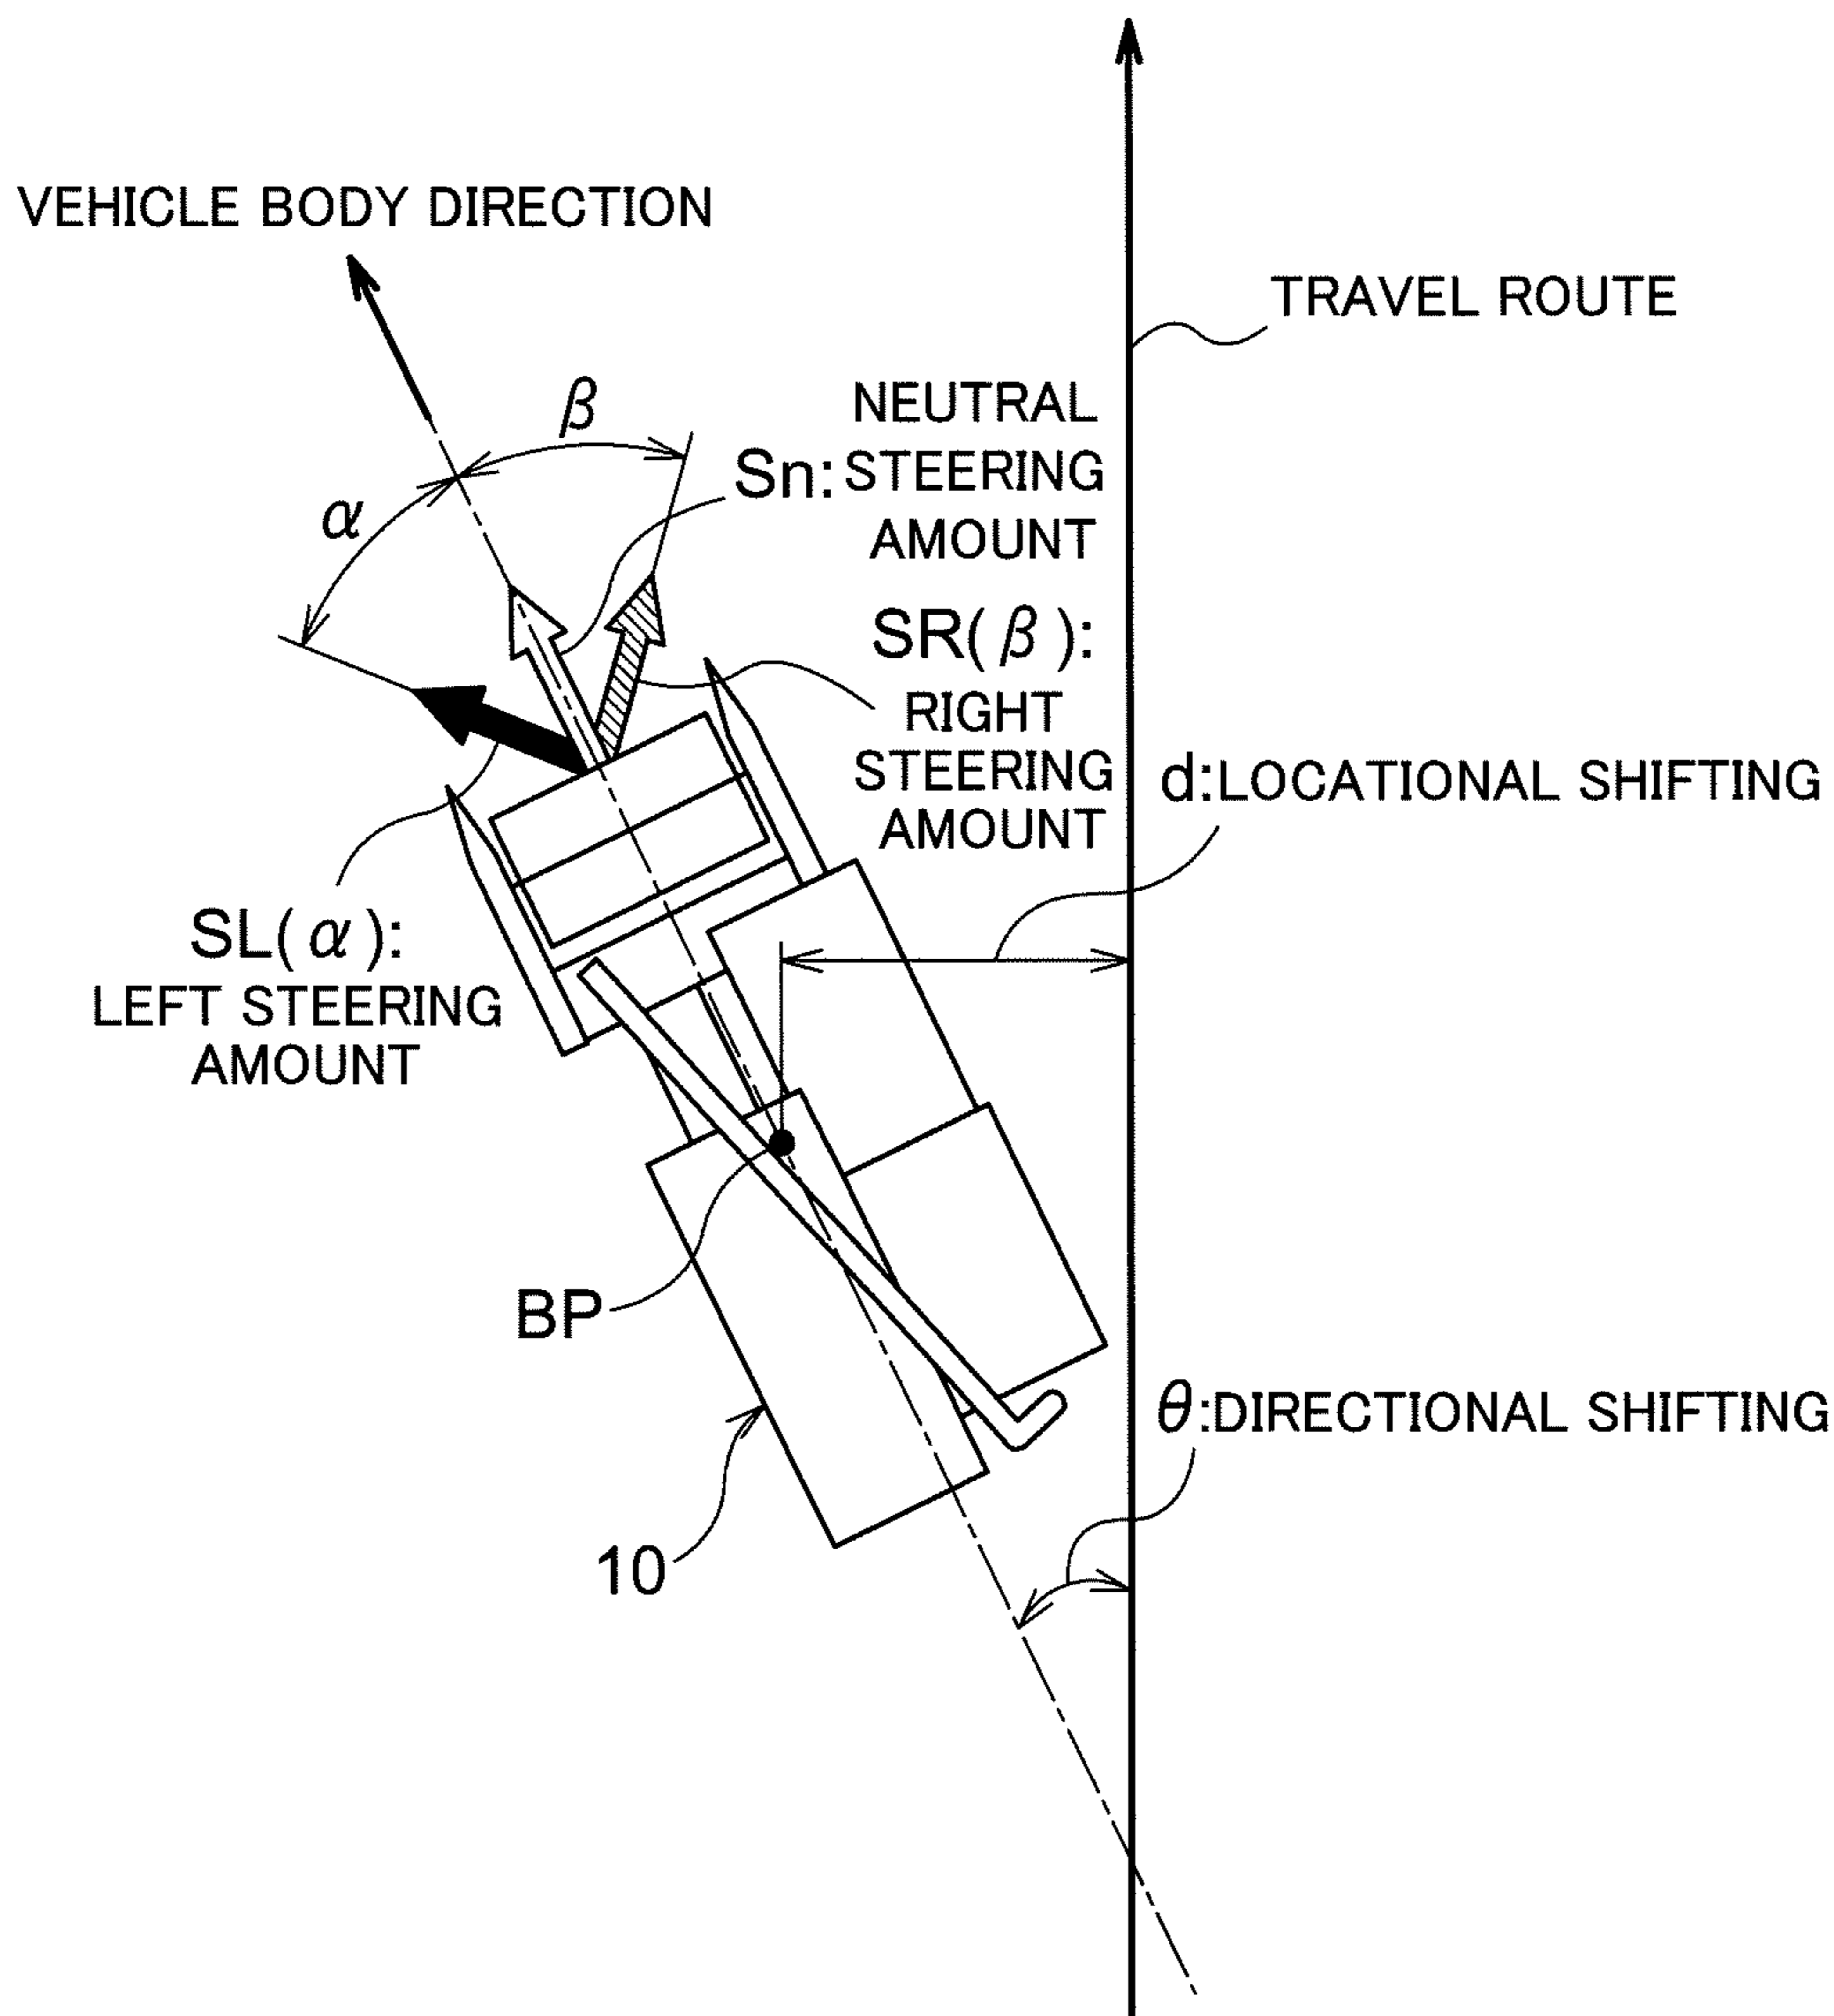 VEHICLE BODY DIRECTION
TRAVEL ROUTE
β
α
NEUTRAL
Sn: STEERING
AMOUNT
SR(β):
RIGHT
STEERING
AMOUNT
d:LOCATIONAL SHIFTING
SL(α):
LEFT STEERING
AMOUNT
BP
θ:DIRECTIONAL SHIFTING
10